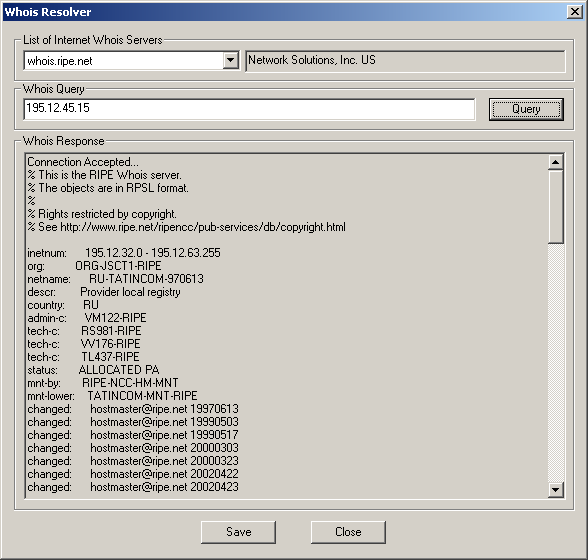 Whois Resolver
List of Internet Whois Servers
whois.ripe.net Network Solutions, Inc. US
Whois Query
195.12.45.15 Query
Whois Response
Connection Accepted...
% This is the RIPE Whois server.
% The objects are in RPSL format.
%
% Rights restricted by copyright.
% See http://www.ripe.net/ripencc/pub-services/db/copyright.html
inetnum: 195.12.32.0 - 195.12.63.255
org: ORG-JSCT1-RIPE
netname: RU-TATINCOM-970613
descr: Provider local registry
country: RU
admin-c: VM122-RIPE
tech-c: RS981-RIPE
tech-c: VV176-RIPE
tech-c: TL437-RIPE
status: ALLOCATED PA
mnt-by: RIPE-NCC-HM-MNT
mnt-lower: TATINCOM-MNT-RIPE
changed: hostmaster@ripe.net 19970613
changed: hostmaster@ripe.net 19990503
changed: hostmaster@ripe.net 19990517
changed: hostmaster@ripe.net 20000303
changed: hostmaster@ripe.net 20000323
changed: hostmaster@ripe.net 20020422
changed: hostmaster@ripe.net 20020423
Save Close